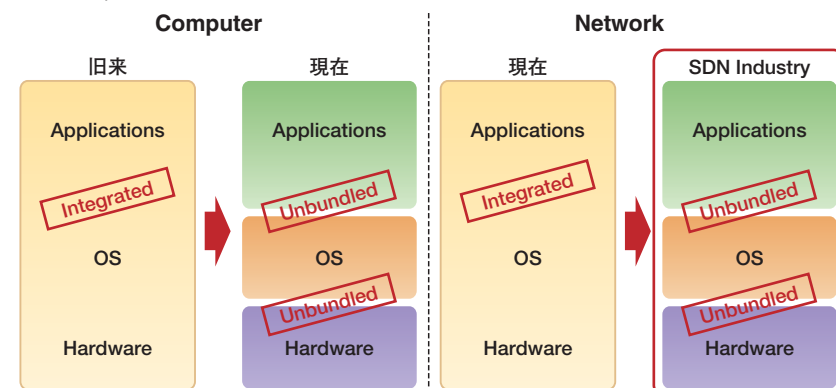 Computer
Network
旧来
現在
現在
SDN Industry
Applications
Applications
Applications
Applications
Integrated
Unbundled
Integrated
Unbundled
OS
OS
OS
OS
Unbundled
Unbundled
Hardware
Hardware
Hardware
Hardware